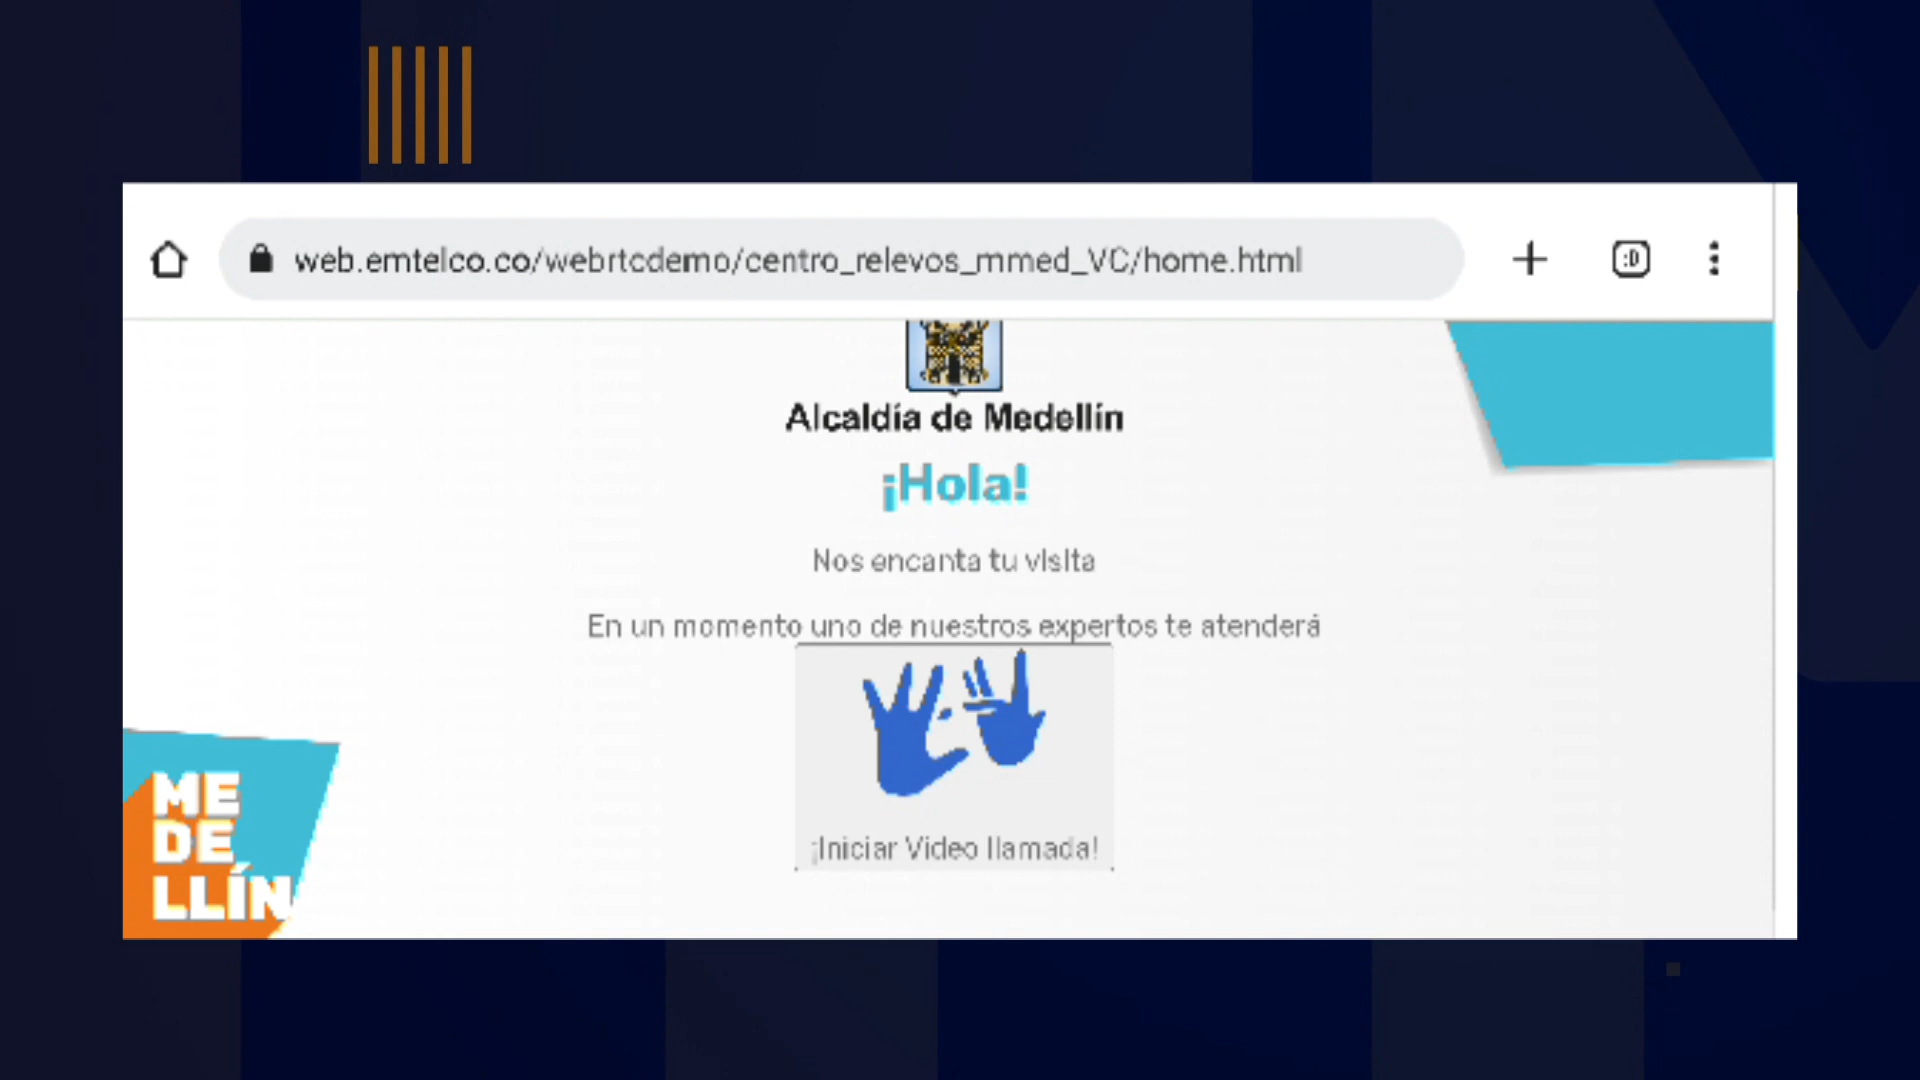 web.emtelco.co/webrtcdemo/centro_relevos_mmed_VC/home.html
:D
Alcaldía de Medellín
¡Hola!
Nos encanta tu visita
En un momento uno de nuestros expertos te atenderá
¡Iniciar Video llamada!
ME
DE
LLÍN